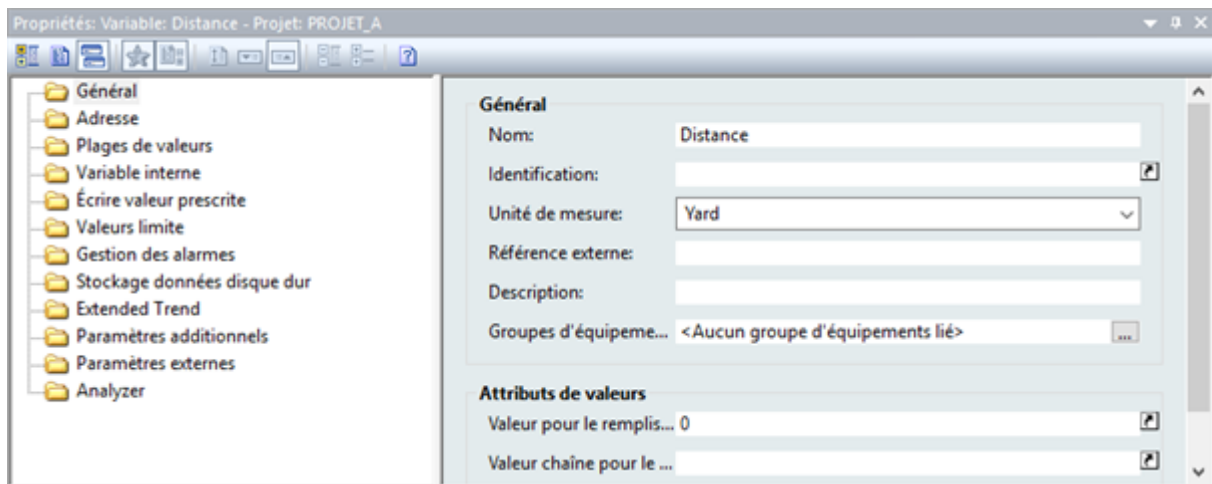 Propriétés: Variable: Distance - Projet: PROJET_A
Général
Adresse
Plages de valeurs
Variable interne
Écrire valeur prescrite
Valeurs limite
Gestion des alarmes
Stockage données disque dur
Extended Trend
Paramètres additionnels
Paramètres externes
Analyzer
Général
Nom: Distance
Identification:
Unité de mesure: Yard
Référence externe:
Description:
Groupes d'équipeme... <Aucun groupe d'équipements lié> ...
Attributs de valeurs
Valeur pour le remplis... 0
Valeur chaîne pour le ...